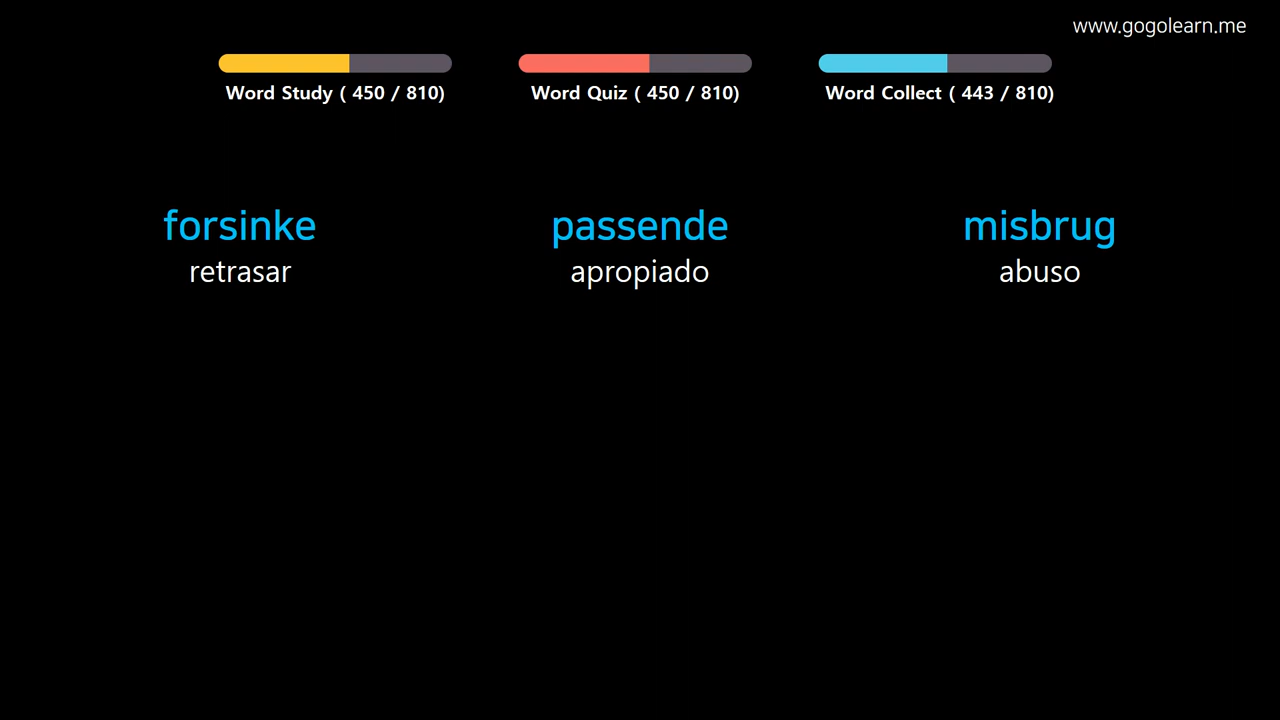 www.gogolearn.me
Word Study ( 450 / 810)
Word Quiz ( 450 / 810)
Word Collect ( 443 / 810)
forsinke
retrasar
passende
apropiado
misbrug
abuso